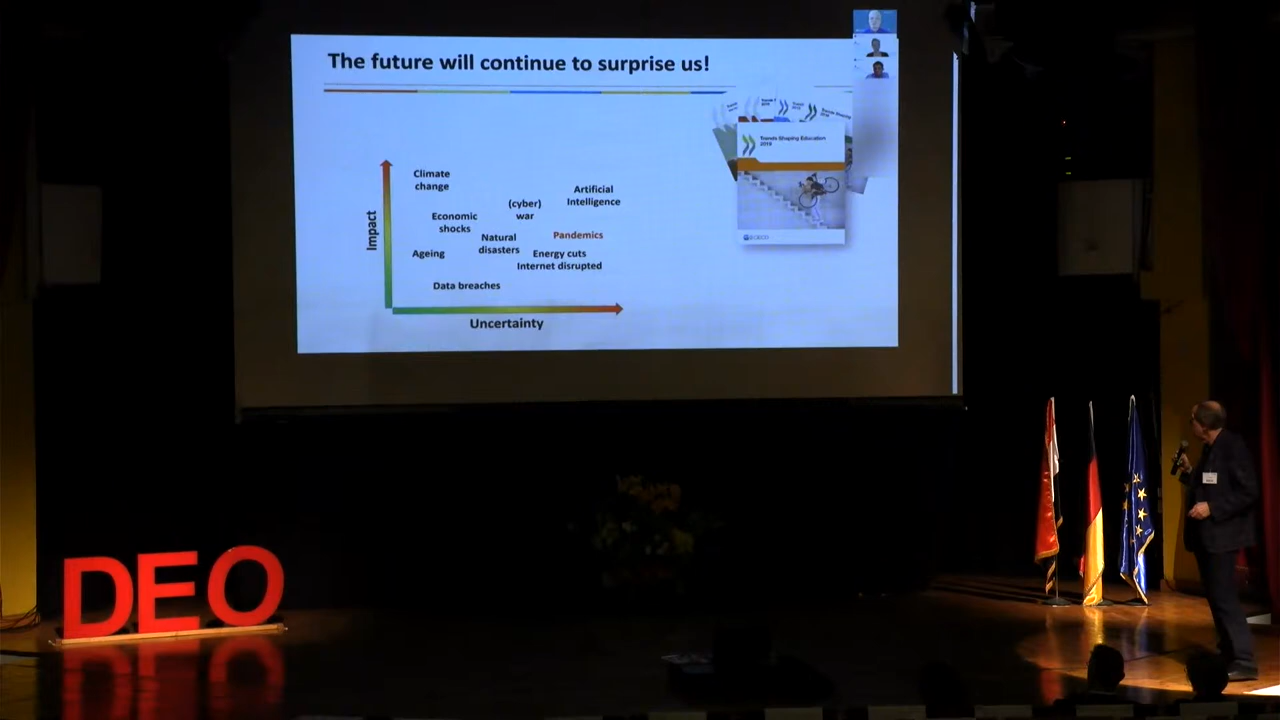 The future will continue to surprise us!
Trends Shaping Education
2019
Climate
change
Artificial
Intelligence
(cyber)
war
Economic
shocks
Impact
Natural
disasters
Pandemics
Ageing
Energy cuts
Internet disrupted
Data breaches
Uncertainty
OECD
DEO